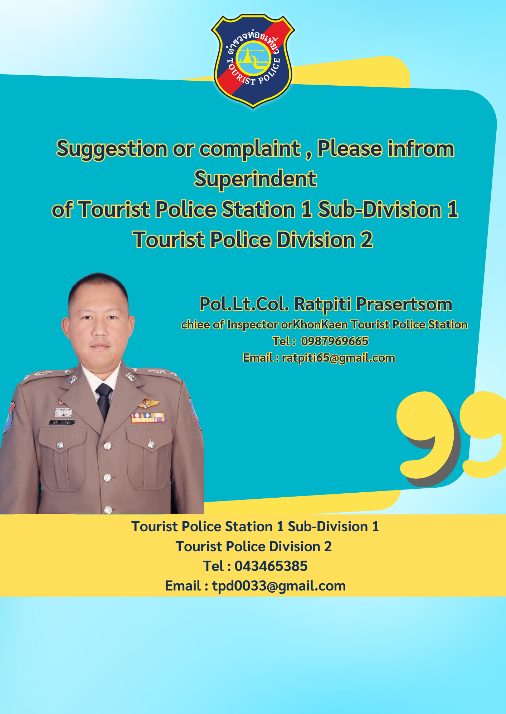 ตำรวจท่องเที่ยว
TOURIST POLICE
Suggestion or complaint , Please infrom
Superindent
of Tourist Police Station 1 Sub-Division 1
Tourist Police Division 2
Pol.Lt.Col. Ratpiti Prasertsom
chiee of Inspector orKhonKaen Tourist Police Station
Tel : 0987969665
Email : ratpiti65@gmail.com
Tourist Police Station 1 Sub-Division 1
Tourist Police Division 2
Tel : 043465385
Email : tpd0033@gmail.com